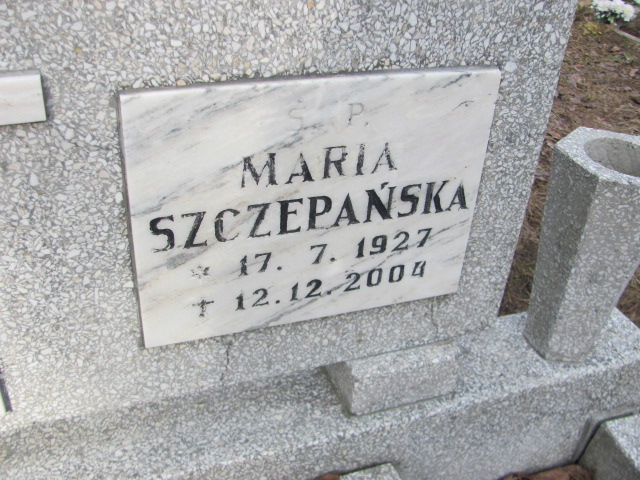 Ś. P.
MARIA
SZCZEPAŃSKA
* 17. 7. 1927
† 12.12.2004